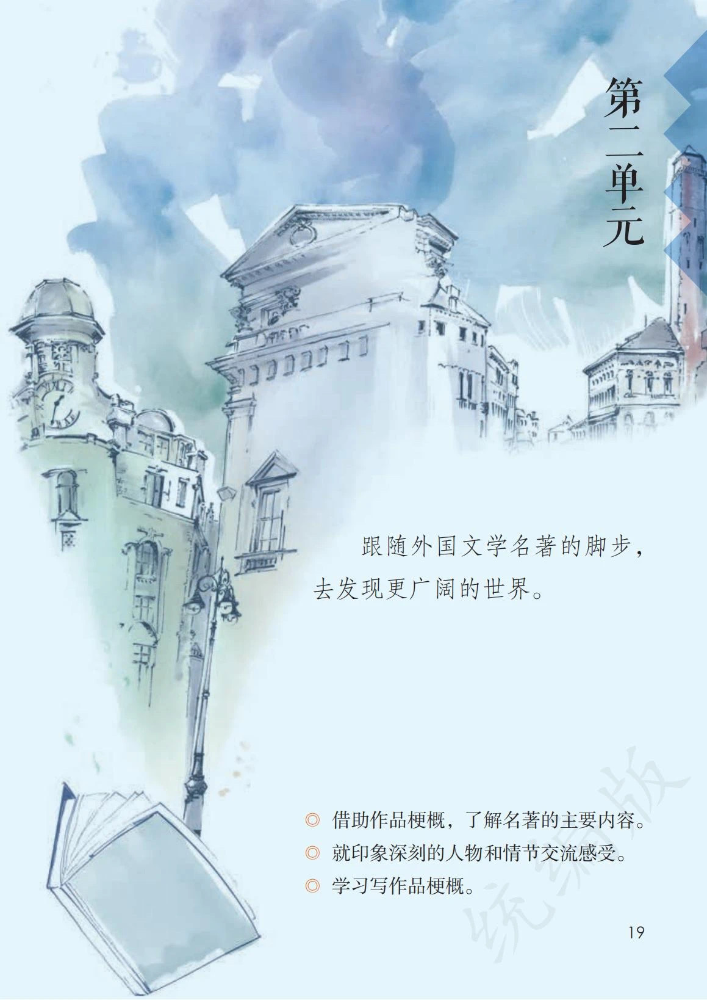 第二单元
跟随外国文学名著的脚步，
去发现更广阔的世界。
◎ 借助作品梗概，了解名著的主要内容。
◎ 就印象深刻的人物和情节交流感受。
◎ 学习写作品梗概。
统编版
19